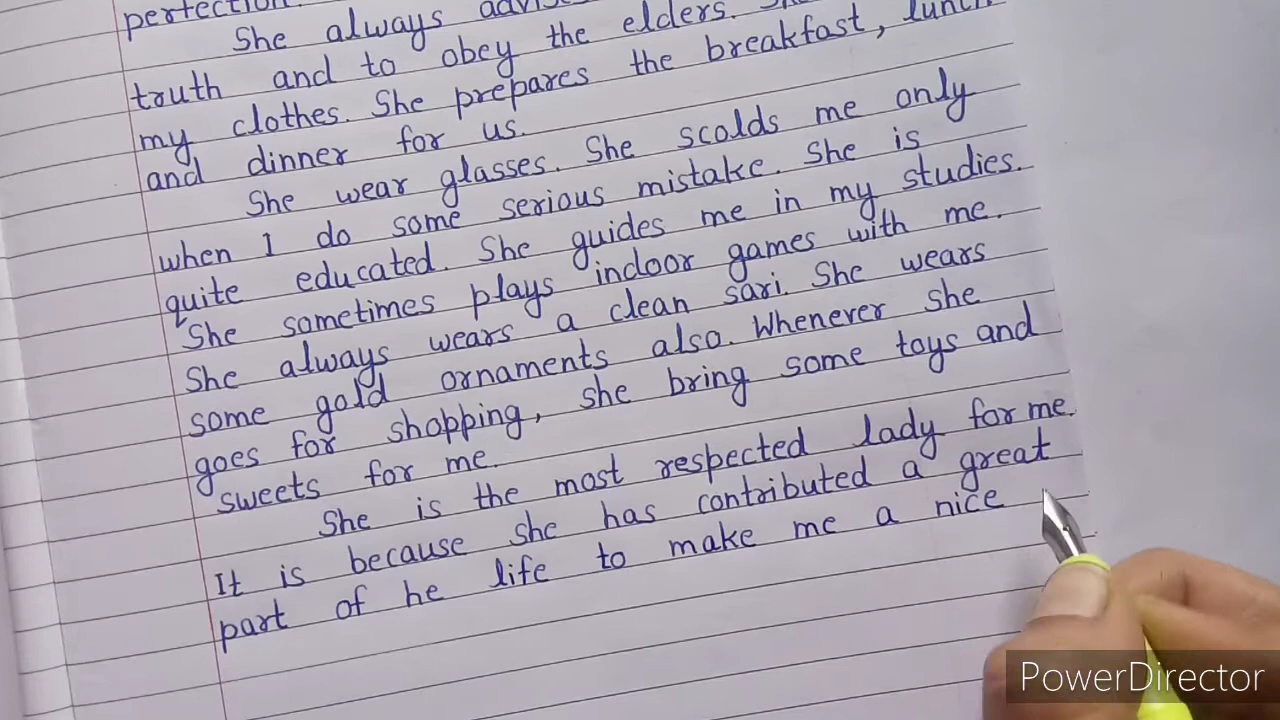 perfection.
She always
truth and to obey the elders.
my clothes. She prepares the breakfast, lunch
and dinner for us.
She wear glasses. She scolds me only
when I do some serious mistake. She is
quite educated. She guides me in my studies.
She sometimes plays indoor games with me.
She always wears a clean sari. She wears
some gold ornaments also. Whenever she
goes for shopping, she bring some toys and
sweets for me.
She is the most respected lady for me.
It is because she has contributed a great
part of he life to make me a nice
PowerDirector